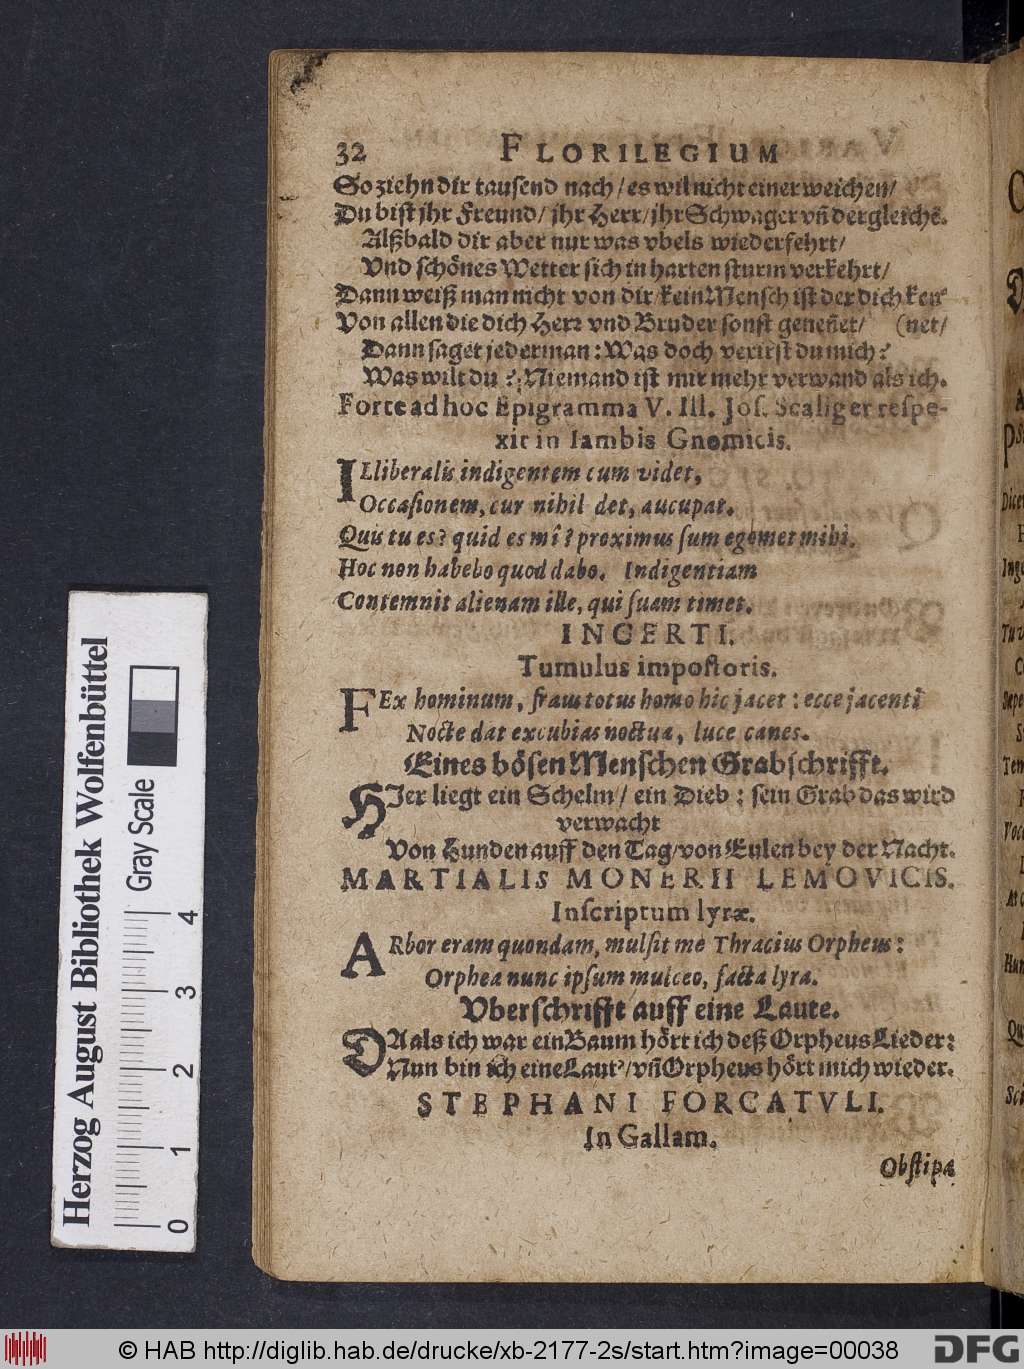 32 FLORILEGIUM
So ziehn dir tausend nach / es wil nicht einer weichen /
Du bist jhr Freund / jhr Herr / jhr Schwager vñ dergleichē.
Alßbald dir aber nur was vbels wiederfehrt /
Vnd schönes Wetter sich in harten sturm verkehrt /
Dann weiß man nicht von dir / kein Mensch ist der dich ken⸗
Von allen die dich Herr vnd Bruder sonst geneñet / (net /
Dann saget jederman : Was doch verirst du mich ?
Was wilt du ? Niemand ist mir mehr verwand als ich.
Forte ad hoc Epigramma V. Ill. Jos. Scaliger respe-
xit in Iambis Gnomicis.
ILliberalis indigentem cum videt,
Occasionem, cur nihil det, aucupat.
Quis tu es? quid es mî? proximus sum egomet mihi.
Hoc non habebo quod dabo. Indigentiam
Contemnit alienam ille, qui suam timet.
INCERTI.
Tumulus impostoris.
FEx hominum, fraus totus homo hic jacet : ecce jacenti
Nocte dat excubias noctua, luce canes.
Eines bösen Menschen Grabschrifft.
HIer liegt ein Schelm / ein Dieb : sein Grab das wird
verwacht
Von Hunden auff den Tag / von Eulen bey der Nacht.
MARTIALIS MONERII LEMOVICIS.
Inscriptum lyræ.
ARbor eram quondam, mulsit me Thracius Orpheus :
Orphea nunc ipsum mulceo, facta lyra.
Vberschrifft auff eine Laute.
DA als ich war ein Baum hört ich deß Orpheus Lieder :
Nun bin ich eine Laut' / vñ Orpheus hört mich wieder.
STEPHANI FORCATVLI.
In Gallam.
Obstipa
Herzog August Bibliothek Wolfenbüttel
Gray Scale
0 1 2 3 4
© HAB http://diglib.hab.de/drucke/xb-2177-2s/start.htm?image=00038
DFG